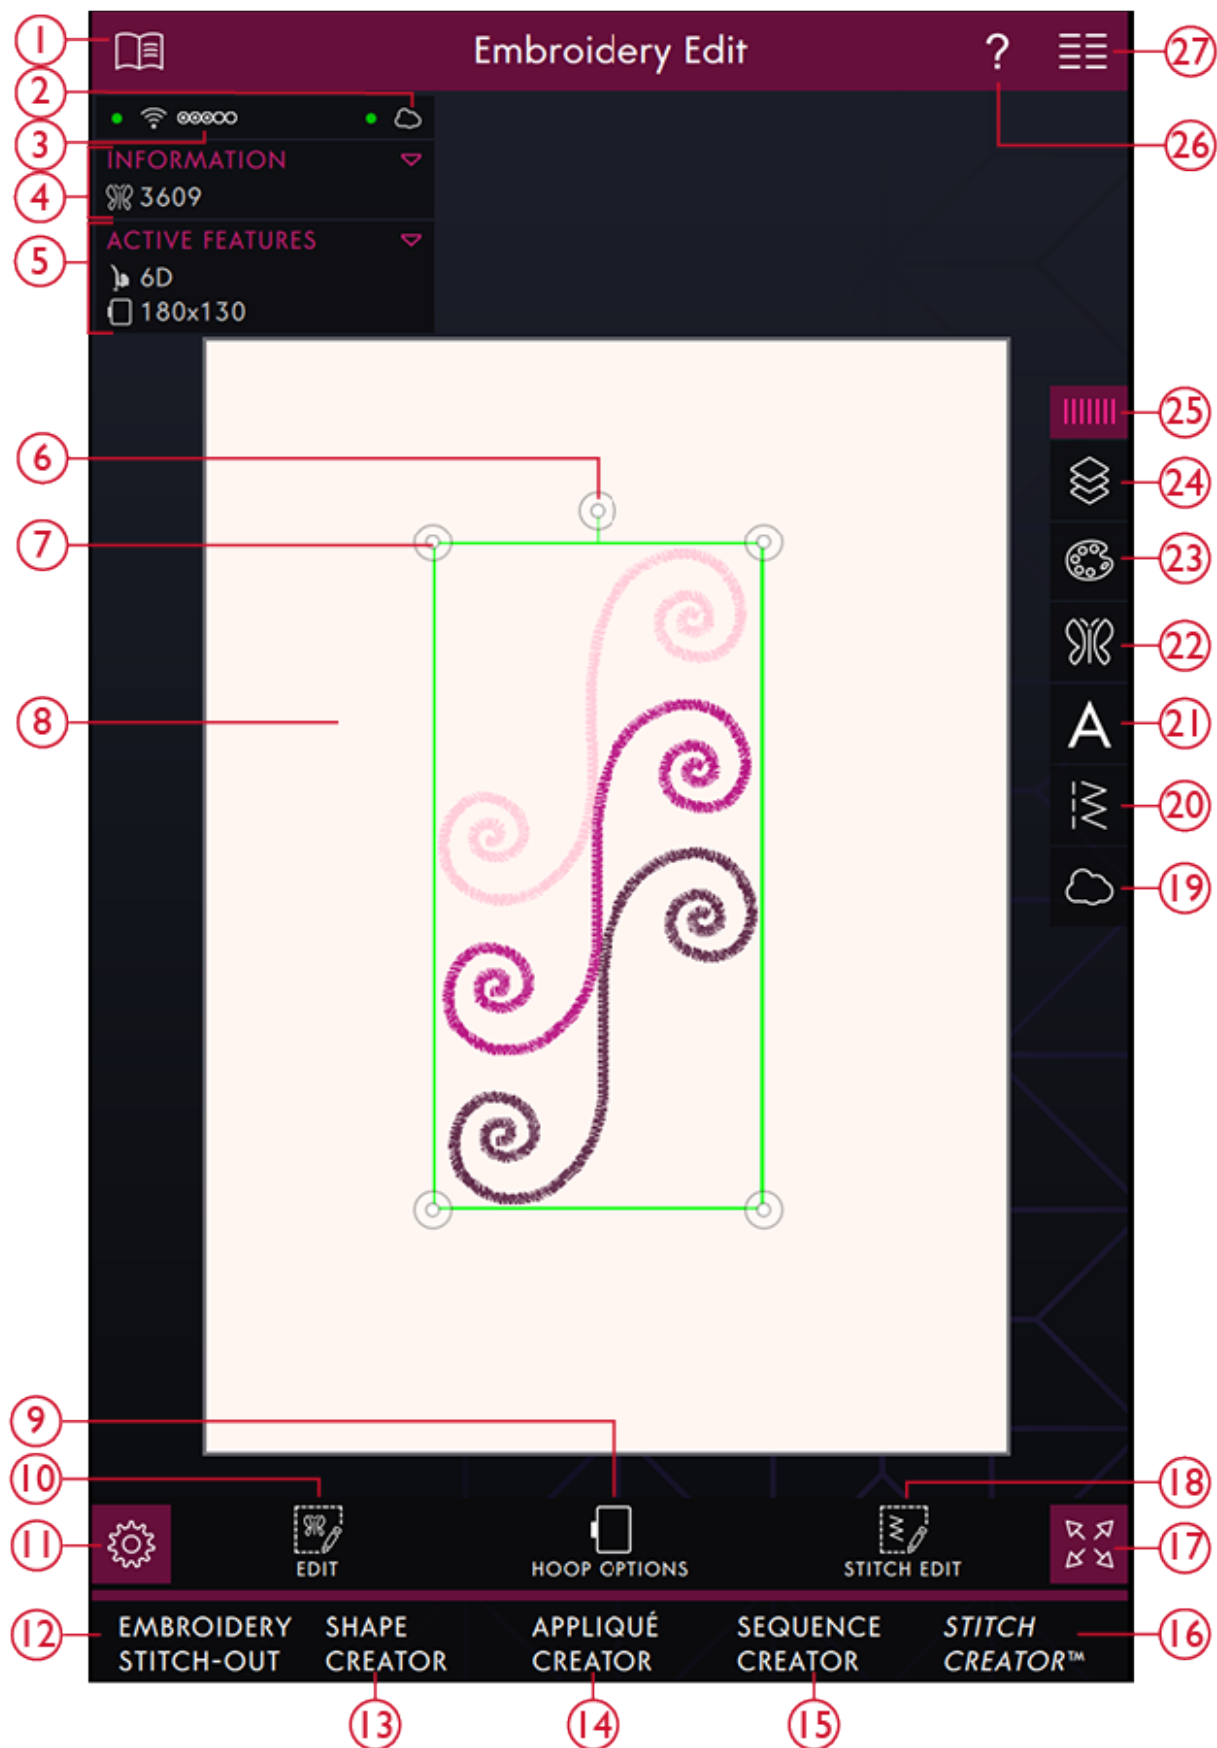 1
Embroidery Edit
?
27
2
3
26
INFORMATION
4
3609
ACTIVE FEATURES
5
6D
180x130
25
6
24
7
23
22
8
A
21
20
19
9
10
18
11
EDIT
HOOP OPTIONS
STITCH EDIT
17
12
EMBROIDERY
STITCH-OUT
SHAPE
CREATOR
APPLIQUÉ
CREATOR
SEQUENCE
CREATOR
STITCH
CREATOR™
16
13
14
15